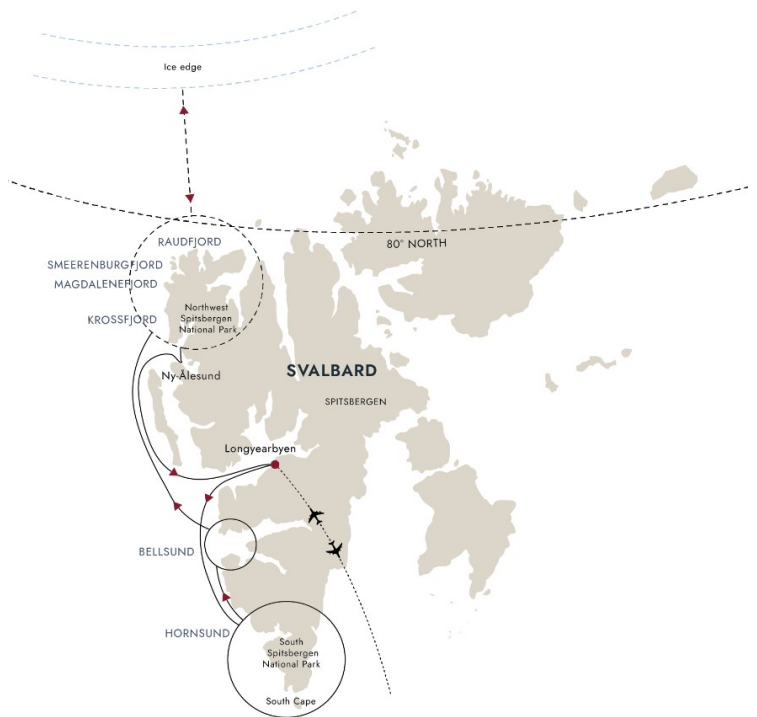 Ice edge
80° NORTH
RAUDFJORD
SMEERENBURGFJORD
MAGDALENEFJORD
KROSSFJORD
Northwest
Spitsbergen
National Park
Ny-Ålesund
SVALBARD
SPITSBERGEN
Longyearbyen
BELLSUND
HORNSUND
South
Spitsbergen
National Park
South Cape